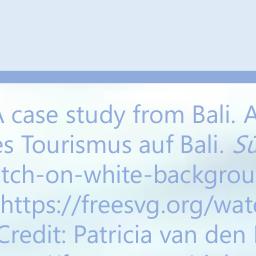 A case study from Bali. A
es Tourismus auf Bali. Sü
tch-on-white-backgrou
https://freesvg.org/wate
Credit: Patricia van den